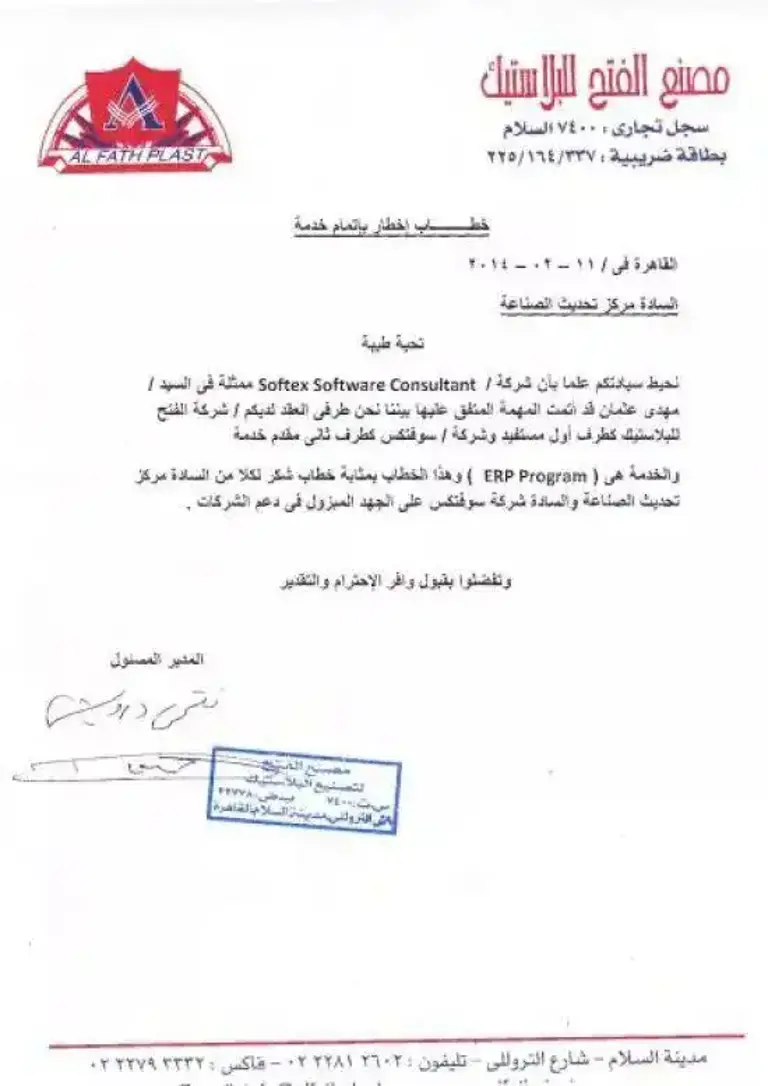 مصنع الفتح للبلاستيك
سجل تجارى : ٧٤٠٠ السلام
بطاقة ضريبية : ٢٢٥/١٦٤/٣٣٧
AL FATH PLAST
خطـــــــاب إخطار بإتمام خدمة
القاهرة فى / ١١ – ٠٢ – ٢٠١٤
السادة مركز تحديث الصناعة
تحية طيبة
نحيط سيادتكم علما بأن شركة / Softex Software Consultant ممثلة فى السيد /
مهدى عثمان قد أتمت المهمة المتفق عليها بيننا نحن طرفى العقد لديكم / شركة الفتح
للبلاستيك كطرف أول مستفيد وشركة / سوفتكس كطرف ثانى مقدم خدمة
والخدمة هى ( ERP Program ) وهذا الخطاب بمثابة خطاب شكر لكلا من السادة مركز
تحديث الصناعة والسادة شركة سوفتكس على الجهد المبزول فى دعم الشركات .
وتفضلوا بقبول وافر الإحترام والتقدير
المدير المسئول
مصنع الفتح
لتصنيع البلاستيك
س.ت: ٧٤٠٠
مدينة السلام القاهرة
مدينة السلام – شارع الترولى – تليفون : ٢٦٠٢ ٢٢٨١ ٠٢ – فاكس : ٣٣٣٢ ٢٢٧٩ ٠٢